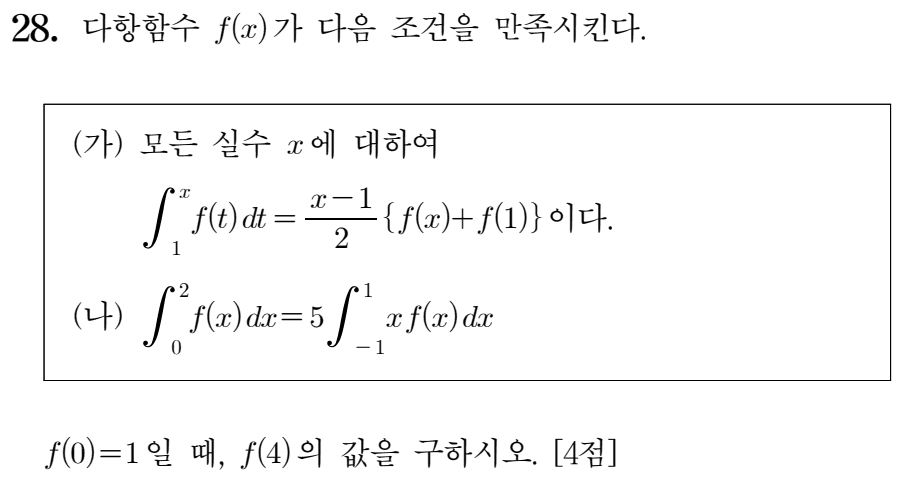 28. 다항함수 f(x)가 다음 조건을 만족시킨다.
(가) 모든 실수 x에 대하여
∫₁ˣ f(t)dt = (x-1)/2 {f(x)+f(1)}이다.
(나) ∫₀² f(x)dx = 5∫₋₁¹ xf(x)dx
f(0)=1일 때, f(4)의 값을 구하시오. [4점]